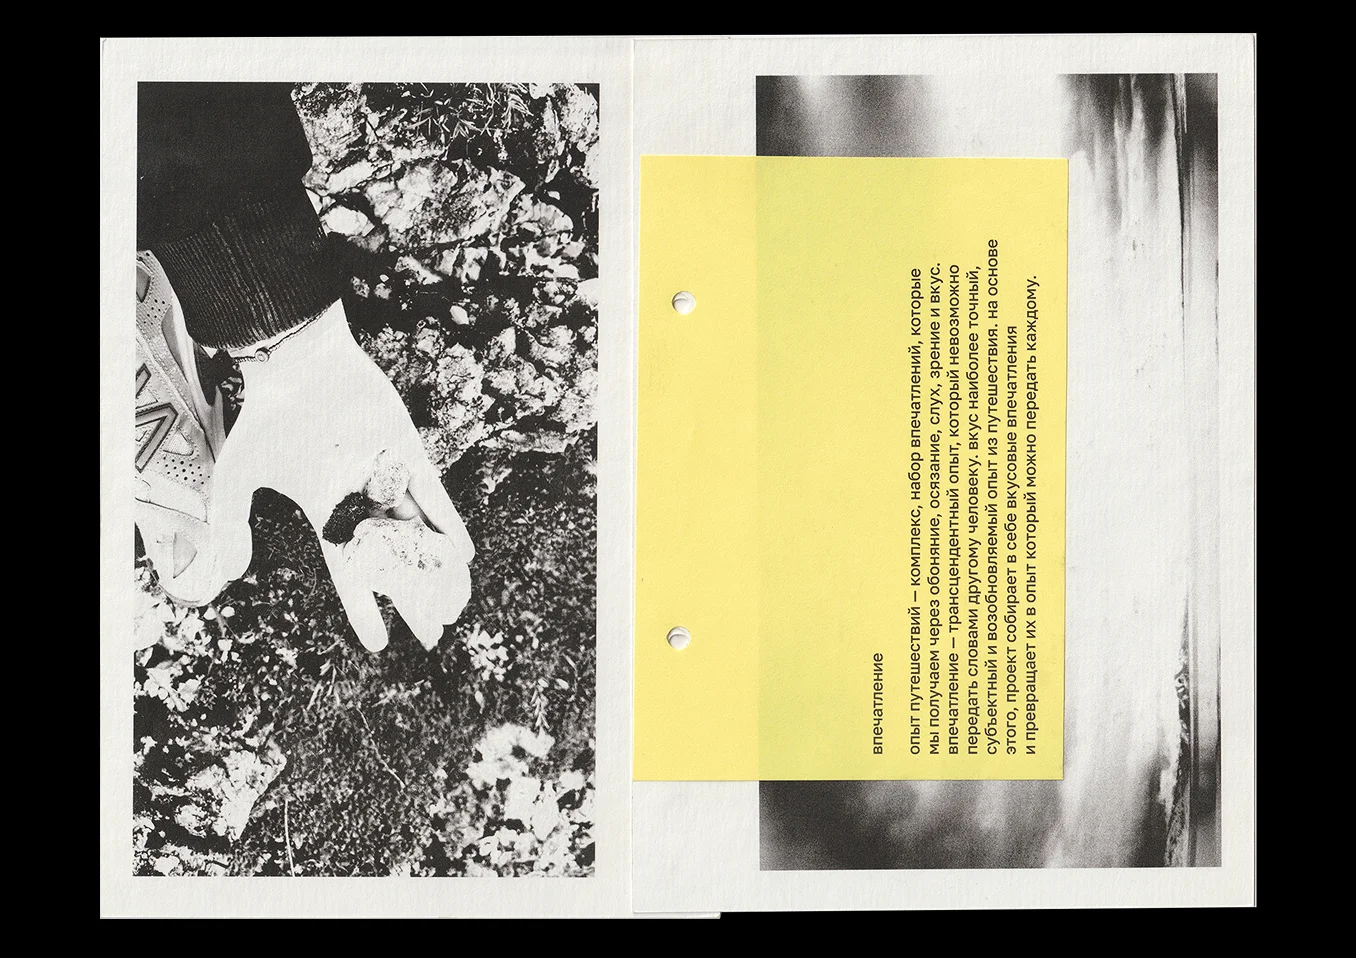 впечатление
опыт путешествий — комплекс, набор впечатлений, которые
мы получаем через обоняние, осязание, слух, зрение и вкус.
впечатление — трансцендентный опыт, который невозможно
передать словами другому человеку. вкус наиболее точный,
субъектный и возобновляемый опыт из путешествия. на основе
этого, проект собирает в себе вкусовые впечатления
и превращает их в опыт который можно передать каждому.